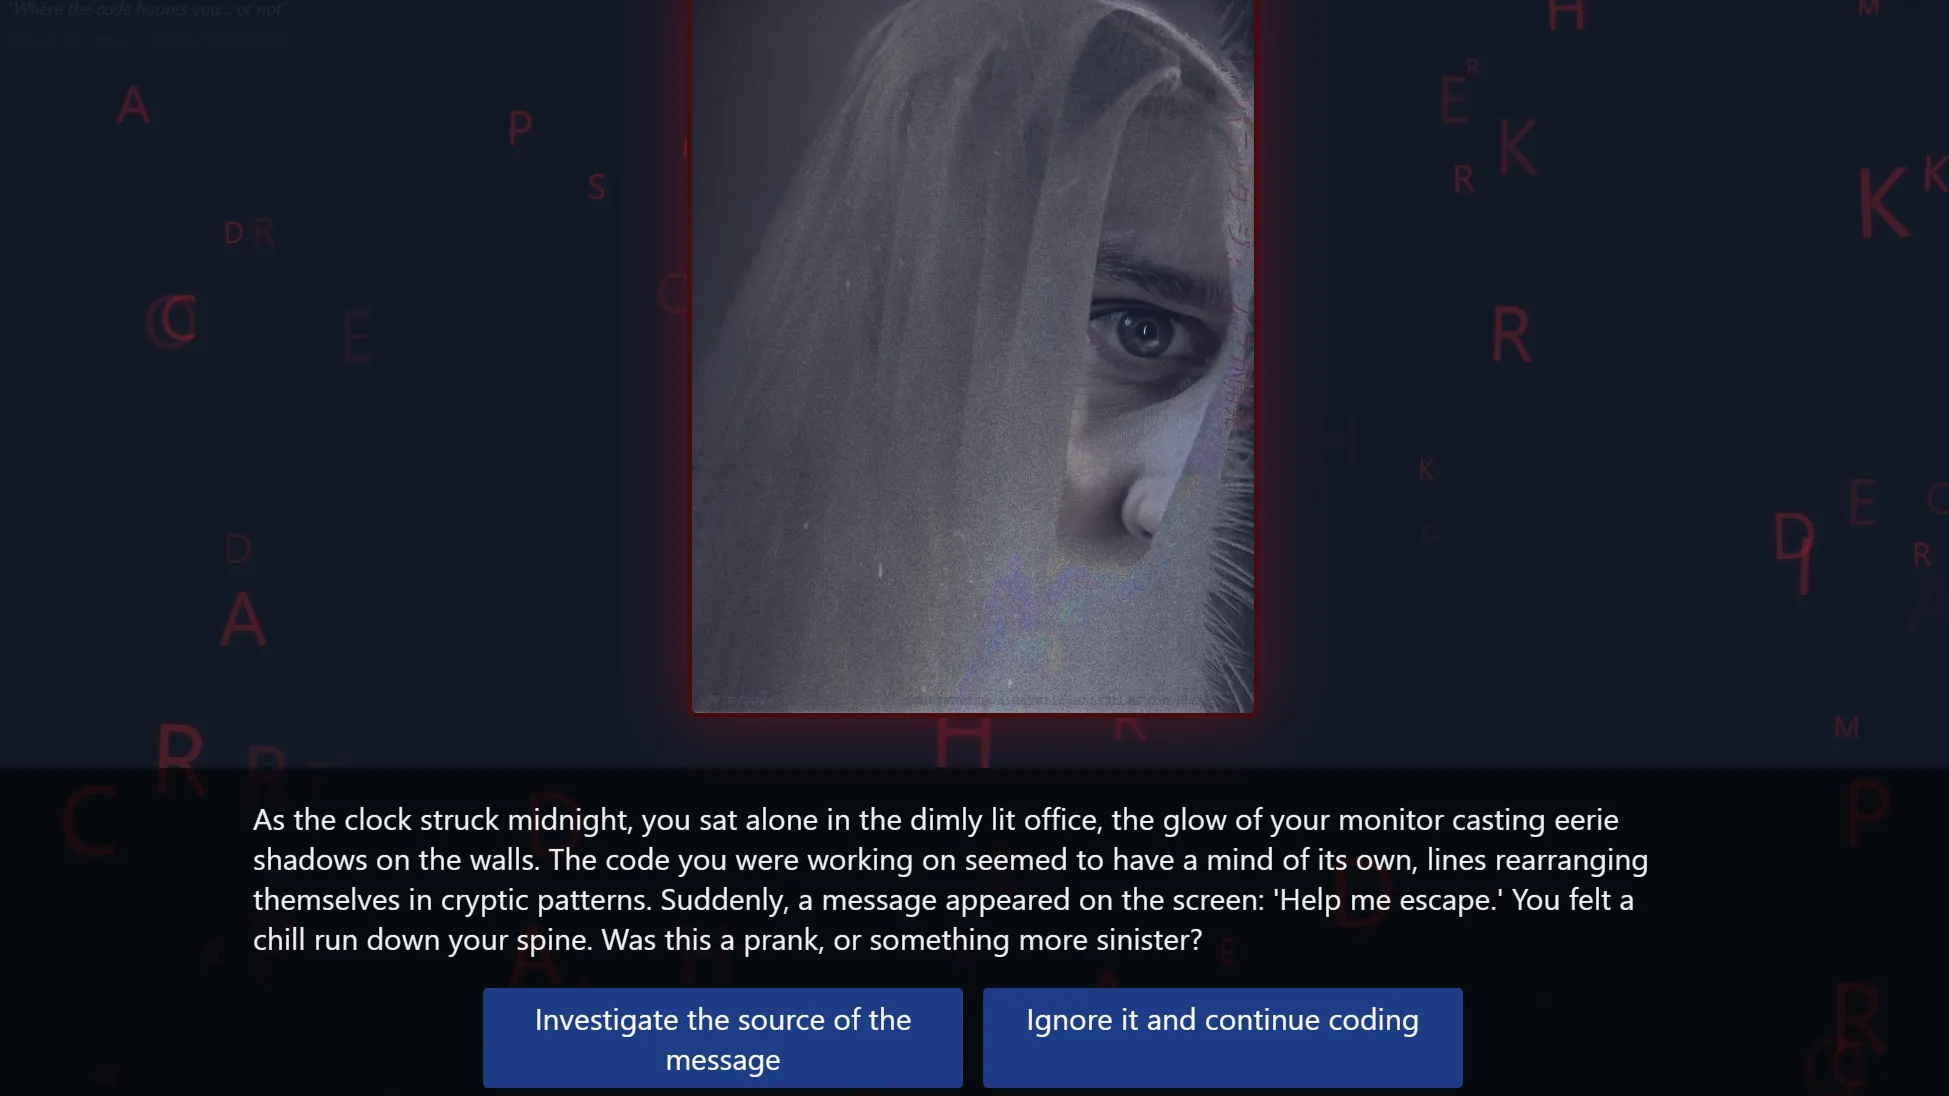 "Where the code haunts you... or not"
As the clock struck midnight, you sat alone in the dimly lit office, the glow of your monitor casting eerie
shadows on the walls. The code you were working on seemed to have a mind of its own, lines rearranging
themselves in cryptic patterns. Suddenly, a message appeared on the screen: 'Help me escape.' You felt a
chill run down your spine. Was this a prank, or something more sinister?
Investigate the source of the
message
Ignore it and continue coding